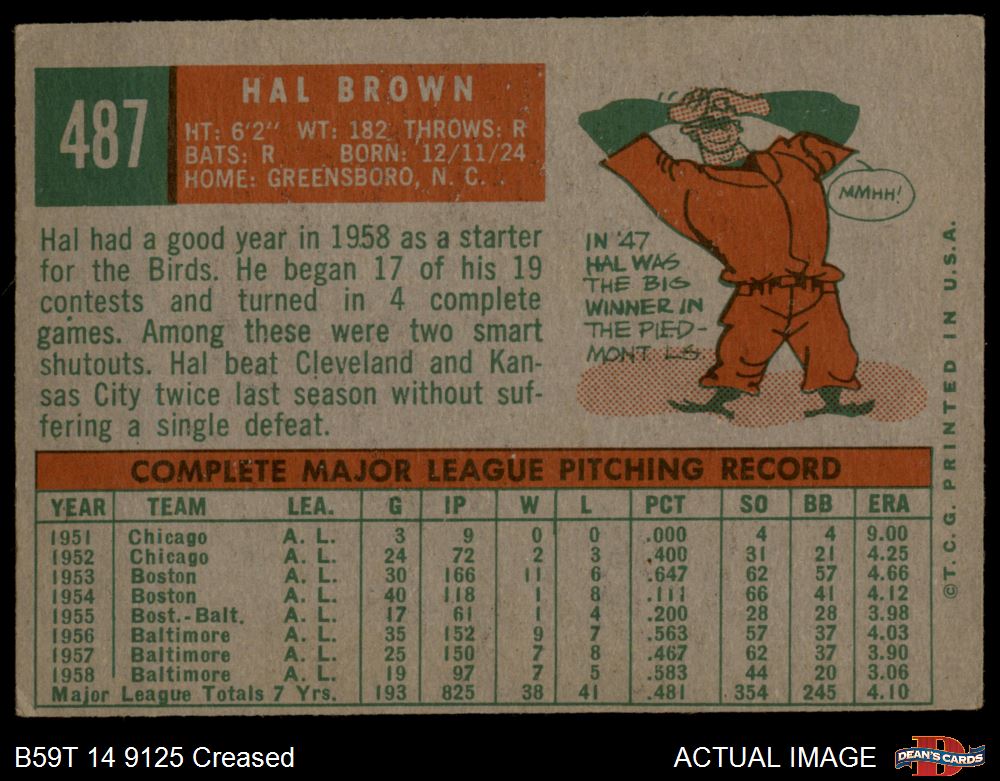 487
HAL BROWN
HT: 6'2" WT: 182 THROWS: R
BATS: R BORN: 12/11/24
HOME: GREENSBORO, N. C.
Hal had a good year in 1958 as a starter
for the Birds. He began 17 of his 19
contests and turned in 4 complete
games. Among these were two smart
shutouts. Hal beat Cleveland and Kan-
sas City twice last season without suf-
fering a single defeat.
MMHH!
IN '47
HAL WAS
THE BIG
WINNER IN
THE PIED-
MONT LG
COMPLETE MAJOR LEAGUE PITCHING RECORD
YEAR TEAM LEA. G IP W L PCT SO BB ERA
1951 Chicago A. L. 3 9 0 0 .000 4 4 9.00
1952 Chicago A. L. 24 72 2 3 .400 31 21 4.25
1953 Boston A. L. 30 166 11 6 .647 62 57 4.66
1954 Boston A. L. 40 118 1 8 .111 66 41 4.12
1955 Bost.-Balt. A. L. 17 61 1 4 .200 28 28 3.98
1956 Baltimore A. L. 35 152 9 7 .563 57 37 4.03
1957 Baltimore A. L. 25 150 7 8 .467 62 37 3.90
1958 Baltimore A. L. 19 97 7 5 .583 44 20 3.06
Major League Totals 7 Yrs. 193 825 38 41 .481 354 245 4.10
©T. C. G. PRINTED IN U.S.A.
B59T 14 9125 Creased
ACTUAL IMAGE
D
DEAN'S CARDS